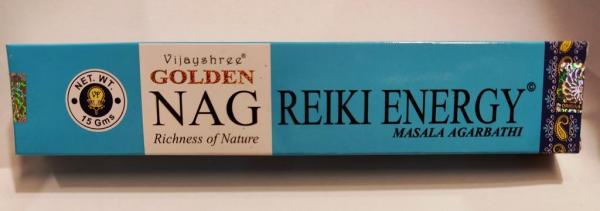 NET. WT.
15 Gms
Vijayshree®
GOLDEN
NAG
Richness of Nature
REIKI ENERGY©
MASALA AGARBATHI